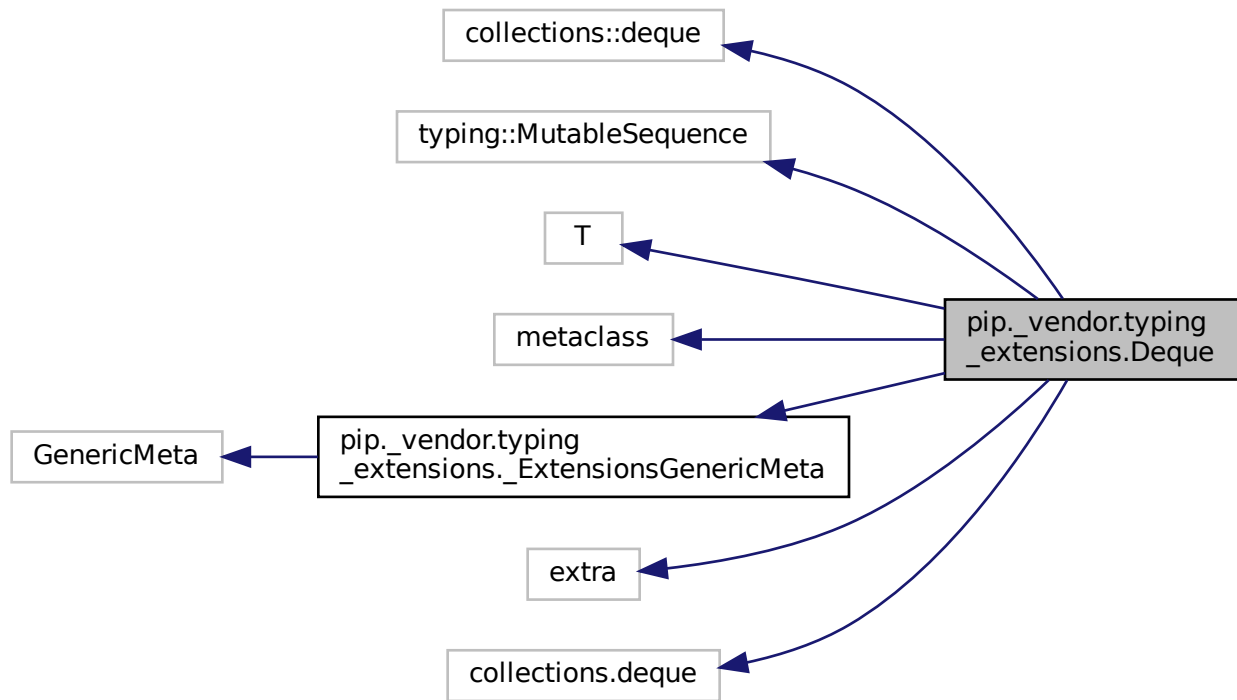 collections::deque
typing::MutableSequence
T
metaclass
pip._vendor.typing
_extensions.Deque
GenericMeta
pip._vendor.typing
_extensions._ExtensionsGenericMeta
extra
collections.deque